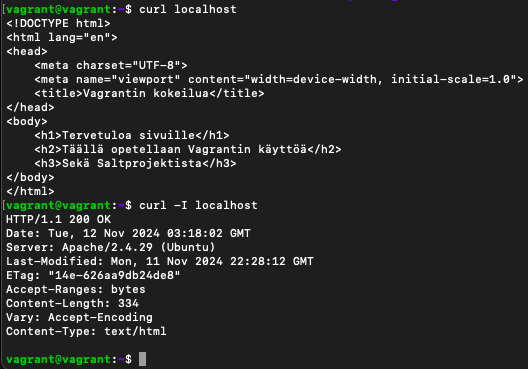 [vagrant@vagrant:~$ curl localhost
<!DOCTYPE html>
<html lang="en">
<head>
    <meta charset="UTF-8">
    <meta name="viewport" content="width=device-width, initial-scale=1.0">
    <title>Vagrantin kokeilua</title>
</head>
<body>
    <h1>Tervetuloa sivuille</h1>
    <h2>Täällä opetellaan Vagrantin käyttöä</h2>
    <h3>Sekä Saltprojektista</h3>
</body>
</html>
[vagrant@vagrant:~$ curl -I localhost
HTTP/1.1 200 OK
Date: Tue, 12 Nov 2024 03:18:02 GMT
Server: Apache/2.4.29 (Ubuntu)
Last-Modified: Mon, 11 Nov 2024 22:28:12 GMT
ETag: "14e-626aa9db24de8"
Accept-Ranges: bytes
Content-Length: 334
Vary: Accept-Encoding
Content-Type: text/html

vagrant@vagrant:~$